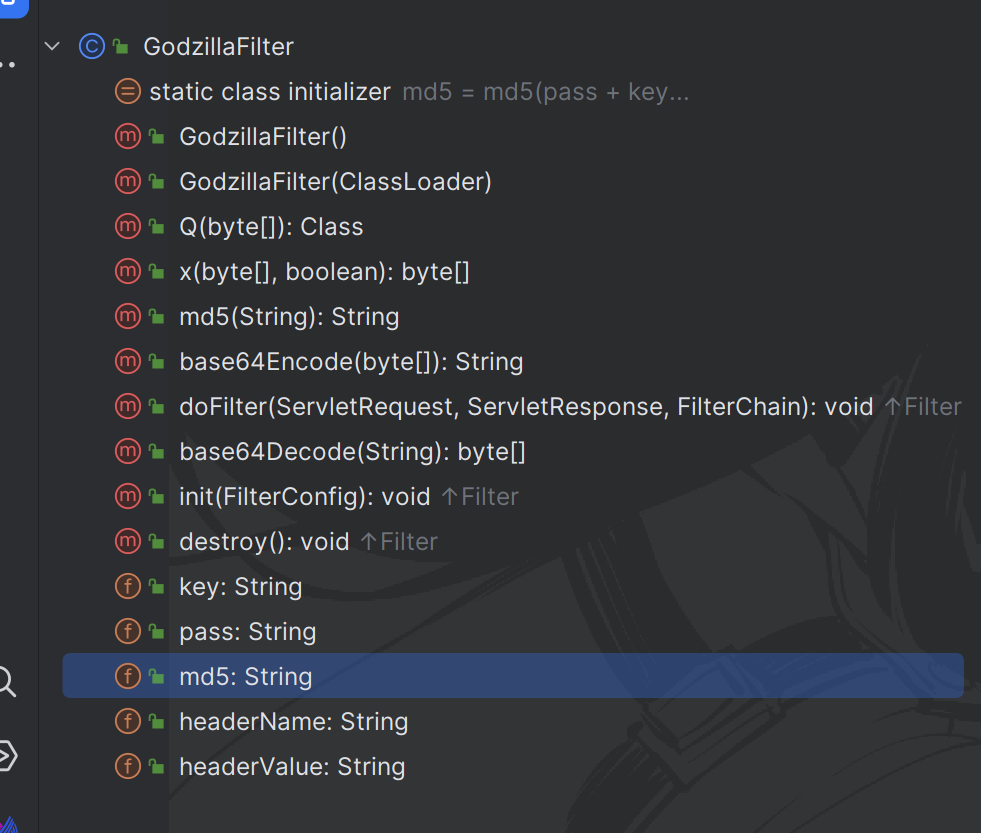 GodzillaFilter
static class initializer md5 = md5(pass + key...
GodzillaFilter()
GodzillaFilter(ClassLoader)
Q(byte[]): Class
x(byte[], boolean): byte[]
md5(String): String
base64Encode(byte[]): String
doFilter(ServletRequest, ServletResponse, FilterChain): void ↑Filter
base64Decode(String): byte[]
init(FilterConfig): void ↑Filter
destroy(): void ↑Filter
key: String
pass: String
md5: String
headerName: String
headerValue: String